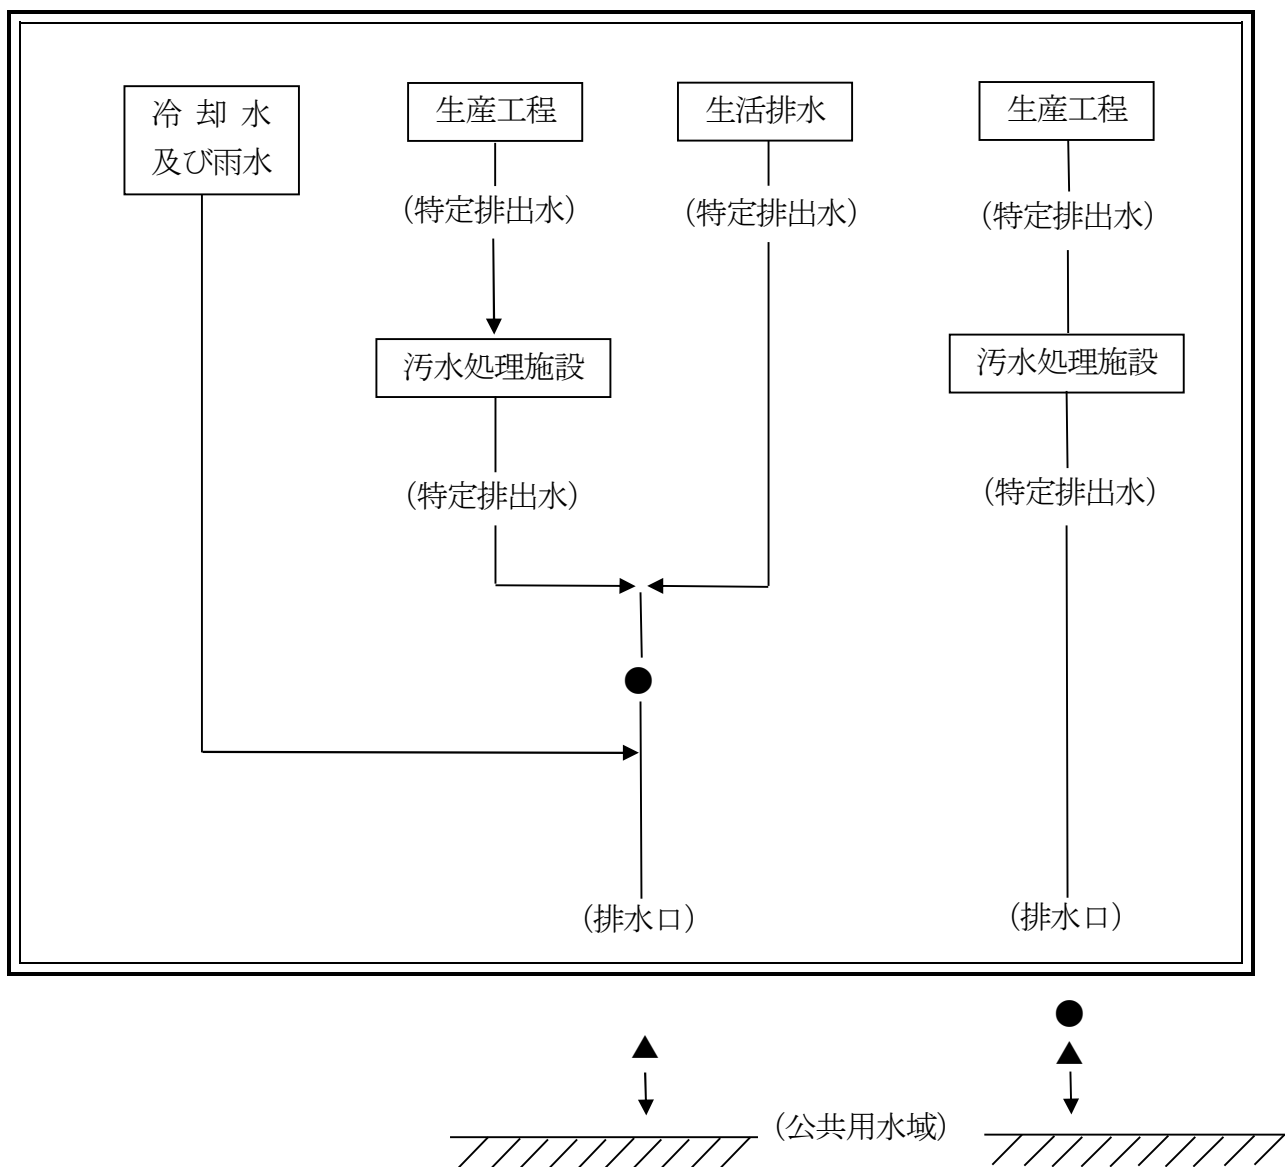 冷却水
及び雨水
生産工程
生活排水
生産工程
(特定排出水)
(特定排出水)
(特定排出水)
汚水処理施設
汚水処理施設
(特定排出水)
(特定排出水)
(排水口)
(排水口)
(公共用水域)